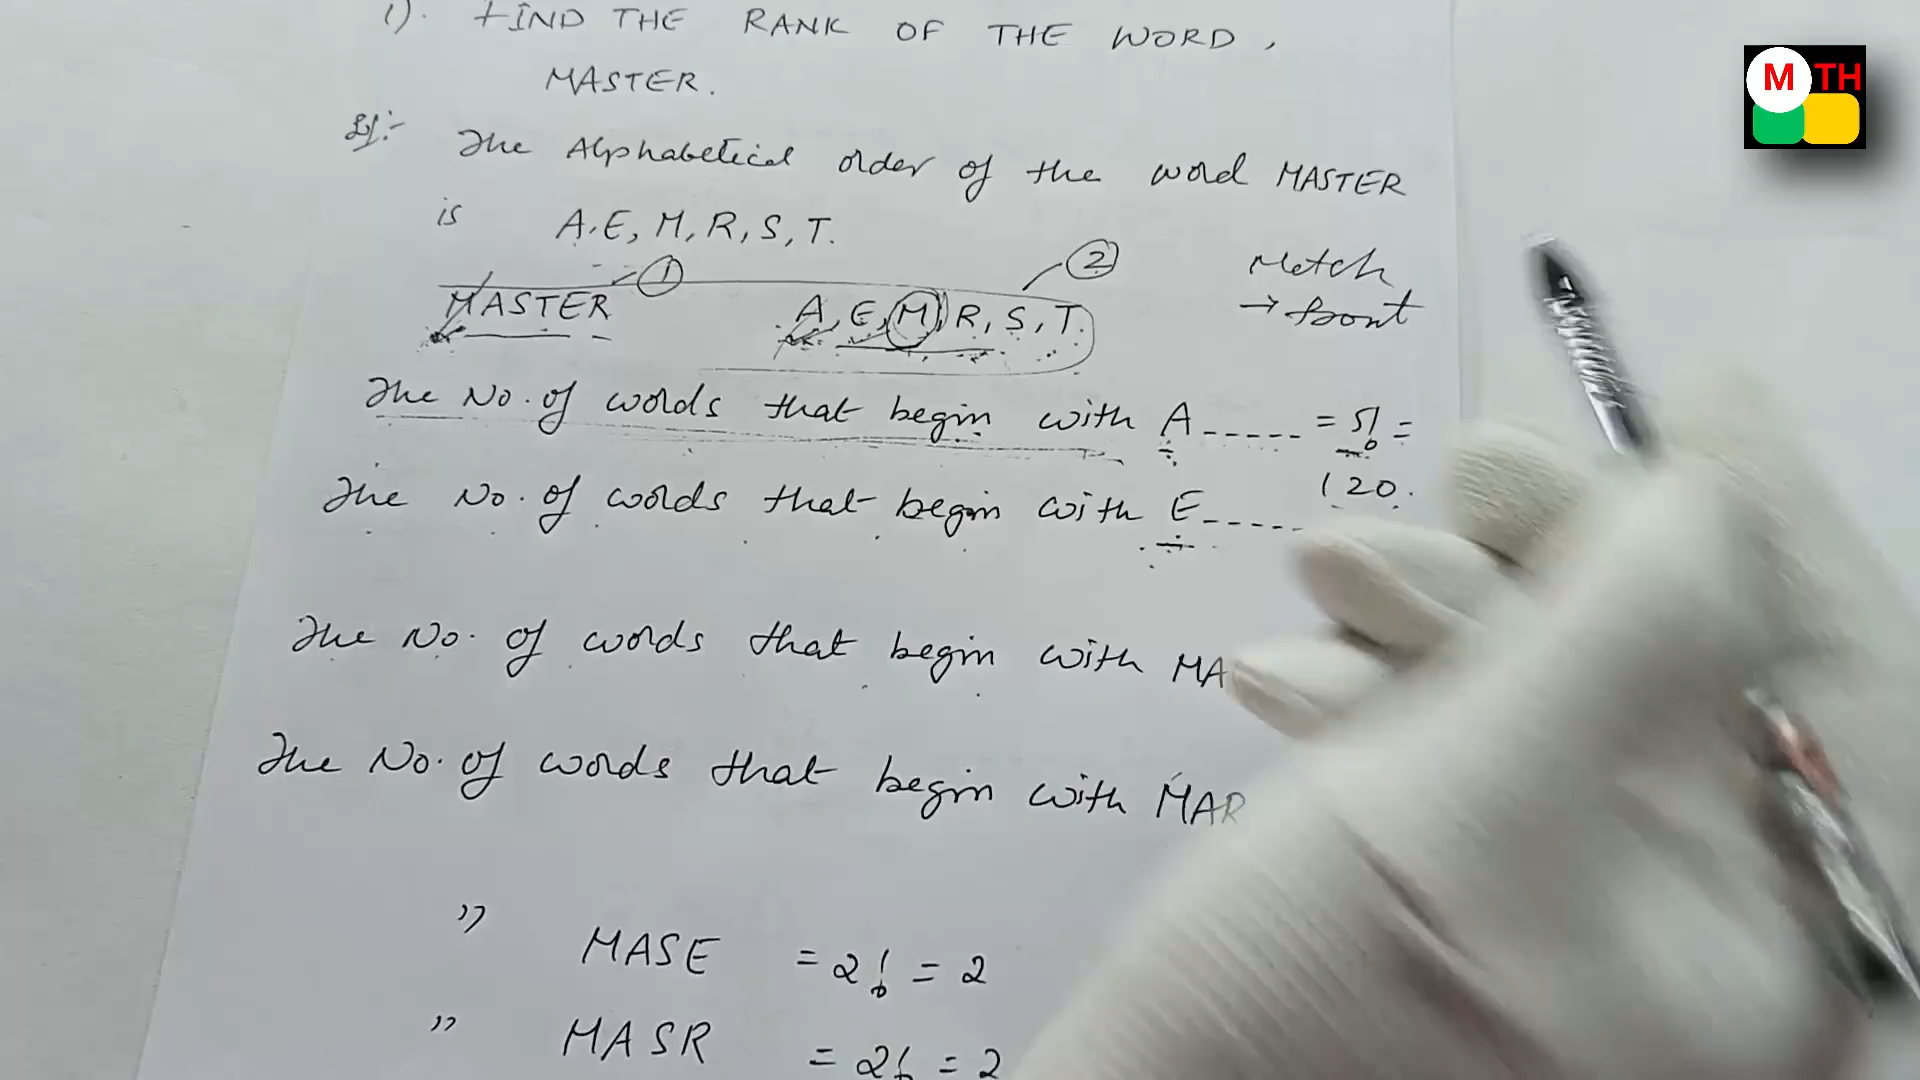 1). FIND THE RANK OF THE WORD,
MASTER.
M TH
Sol:- The Alphabetical order of the word MASTER
is A, E, M, R, S, T.
MASTER 1 A, E, M, R, S, T. 2
Metch
→ front
The No. of words that begin with A----- = 5! =
120.
The No. of words that begin with E-----
The No. of words that begin with MA
The No. of words that begin with MAR
" MASE = 2! = 2
" MASR = 2! = 2